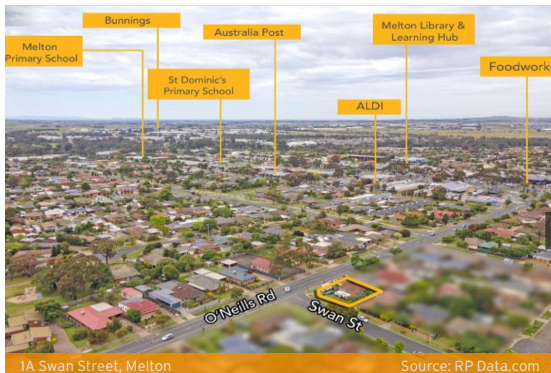 Bunnings
Australia Post
Melton Library &
Learning Hub
Melton
Primary School
St Dominic's
Primary School
Foodwork
ALDI
O'Neills Rd
Swan St
1A Swan Street, Melton
Source: RP Data.com